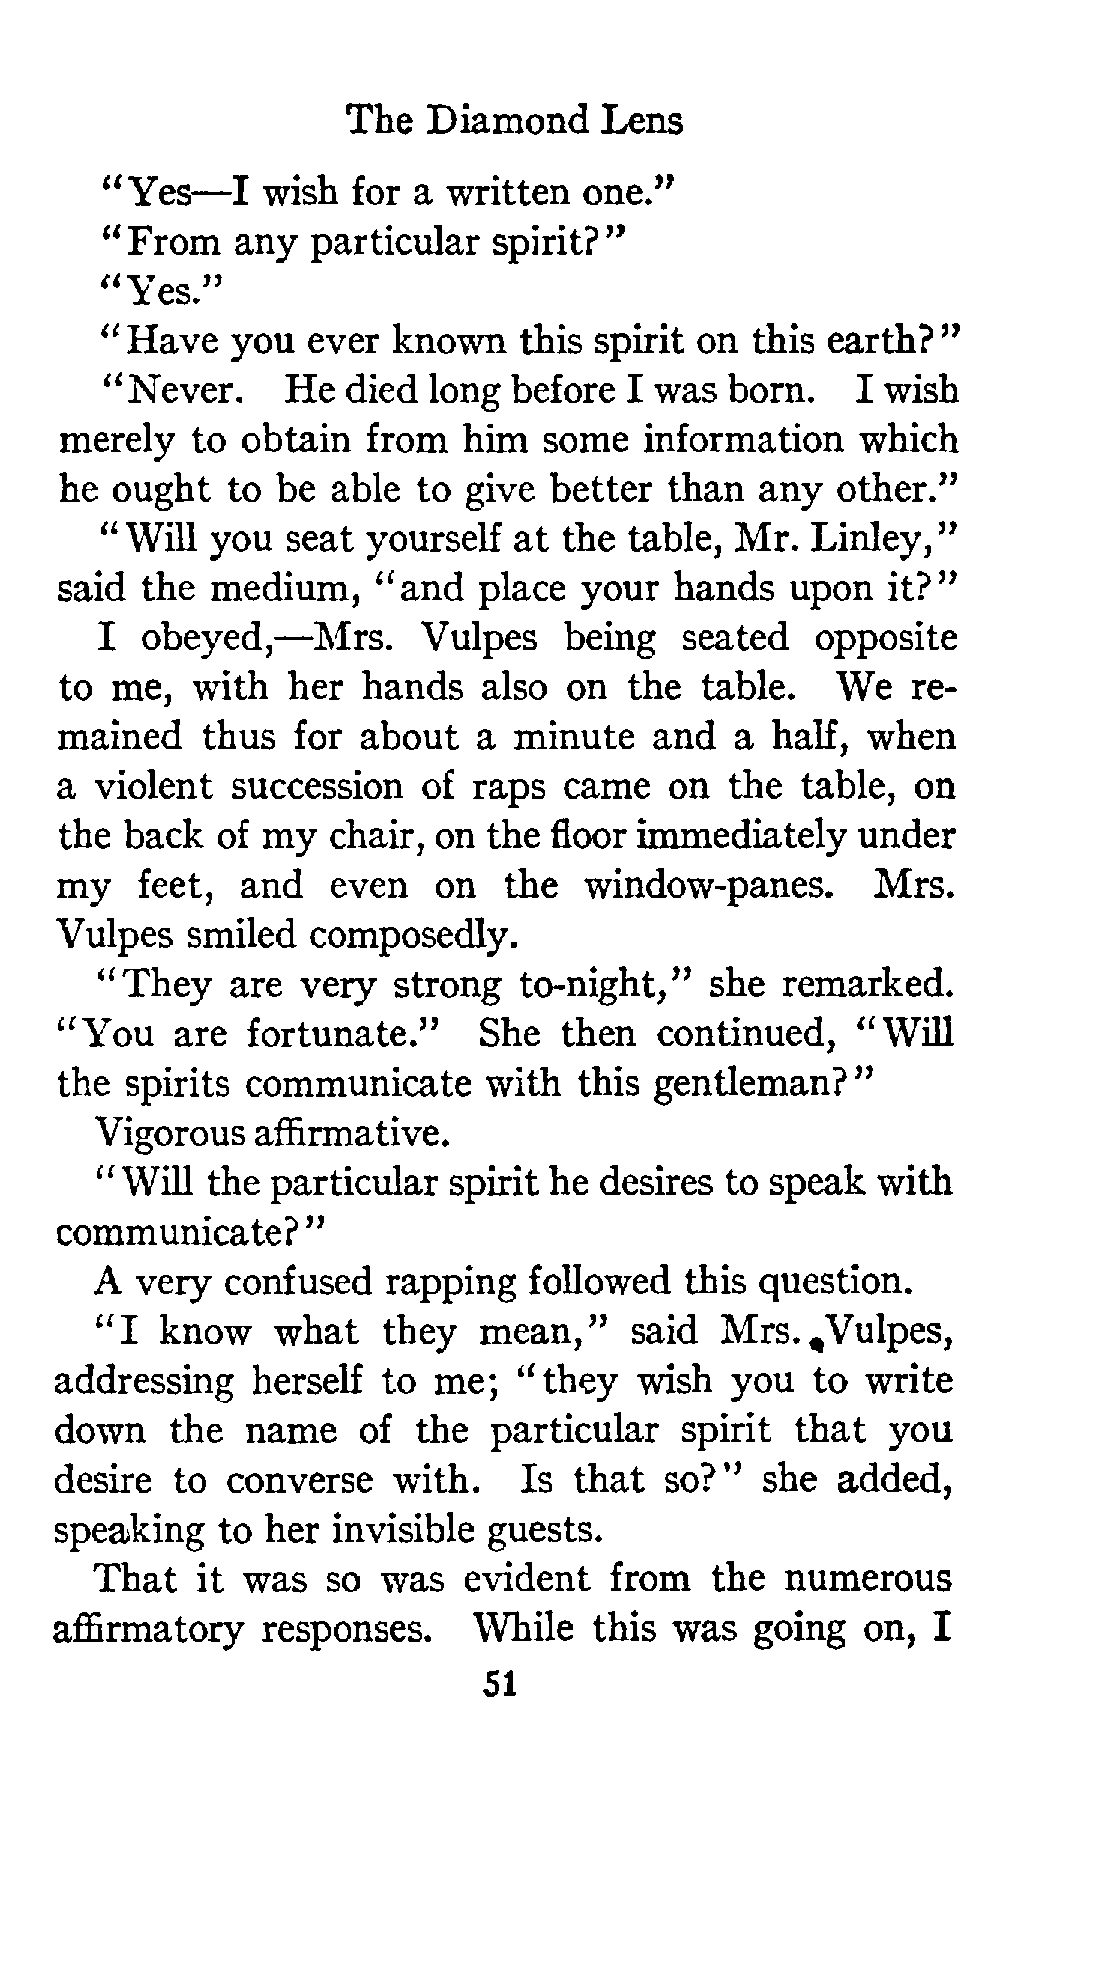 The Diamond Lens
"Yes—I wish for a written one."
"From any particular spirit?"
"Yes."
"Have you ever known this spirit on this earth?"
"Never. He died long before I was born. I wish
merely to obtain from him some information which
he ought to be able to give better than any other."
"Will you seat yourself at the table, Mr. Linley,"
said the medium, "and place your hands upon it?"
I obeyed,—Mrs. Vulpes being seated opposite
to me, with her hands also on the table. We re-
mained thus for about a minute and a half, when
a violent succession of raps came on the table, on
the back of my chair, on the floor immediately under
my feet, and even on the window-panes. Mrs.
Vulpes smiled composedly.
"They are very strong to-night," she remarked.
"You are fortunate." She then continued, "Will
the spirits communicate with this gentleman?"
Vigorous affirmative.
"Will the particular spirit he desires to speak with
communicate?"
A very confused rapping followed this question.
"I know what they mean," said Mrs. Vulpes,
addressing herself to me; "they wish you to write
down the name of the particular spirit that you
desire to converse with. Is that so?" she added,
speaking to her invisible guests.
That it was so was evident from the numerous
affirmatory responses. While this was going on, I
51